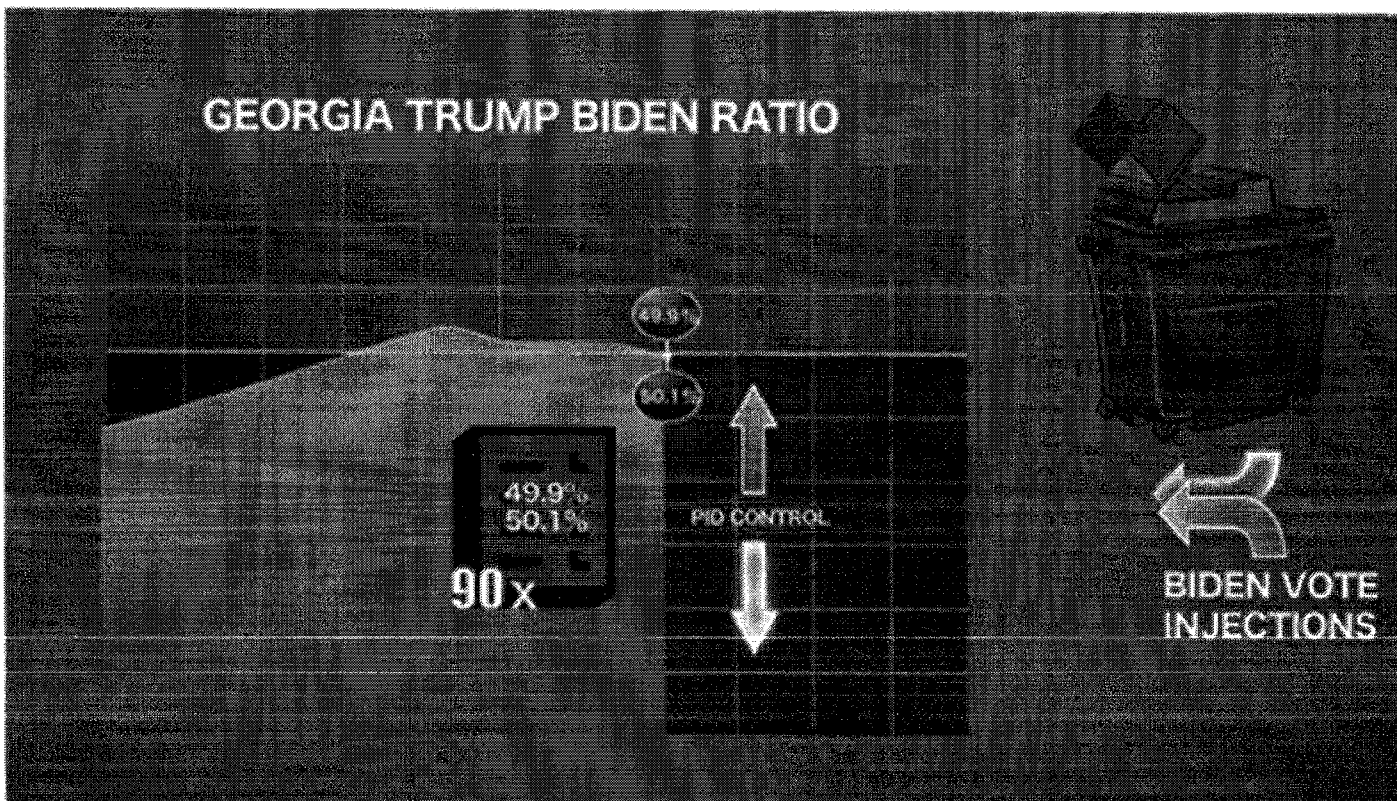 GEORGIA TRUMP BIDEN RATIO
49.9%
50.1%
49.9%
50.1%
90x
PID CONTROL
BIDEN VOTE
INJECTIONS